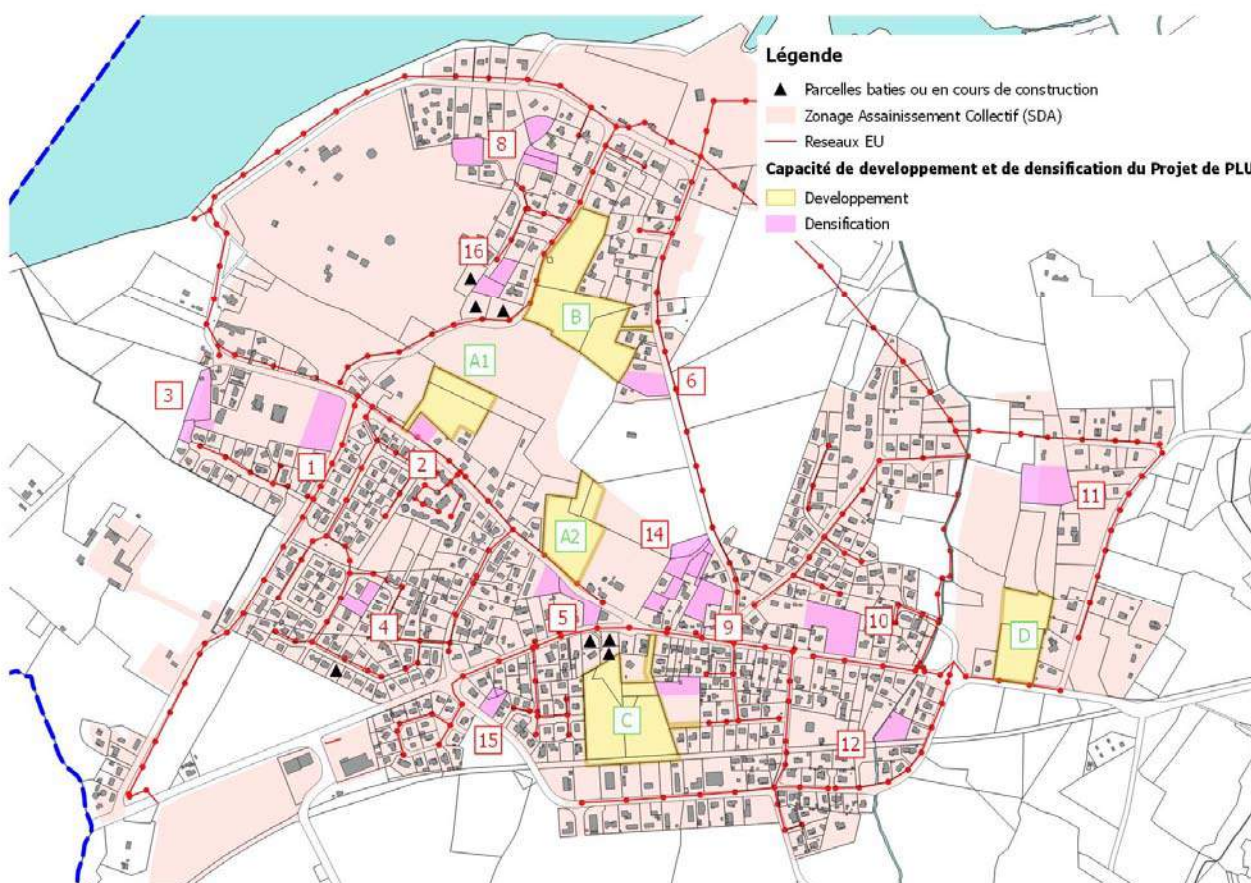 Légende
Parcelles baties ou en cours de construction
Zonage Assainissement Collectif (SDA)
Reseaux EU
Capacité de developpement et de densification du Projet de PLU
Developpement
Densification
8
16
B
A1
6
3
1
2
11
A2
14
4
5
9
10
D
C
15
12